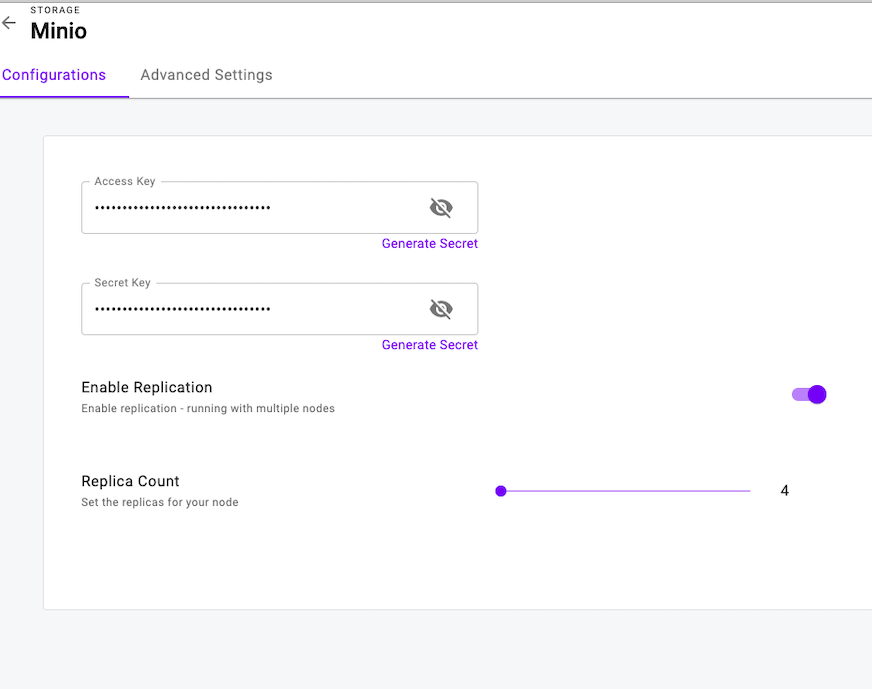 STORAGE
Minio
Configurations
Advanced Settings
Access Key
••••••••••••••••••••••••••••••••
Generate Secret
Secret Key
••••••••••••••••••••••••••••••••
Generate Secret
Enable Replication
Enable replication - running with multiple nodes
Replica Count
Set the replicas for your node
4